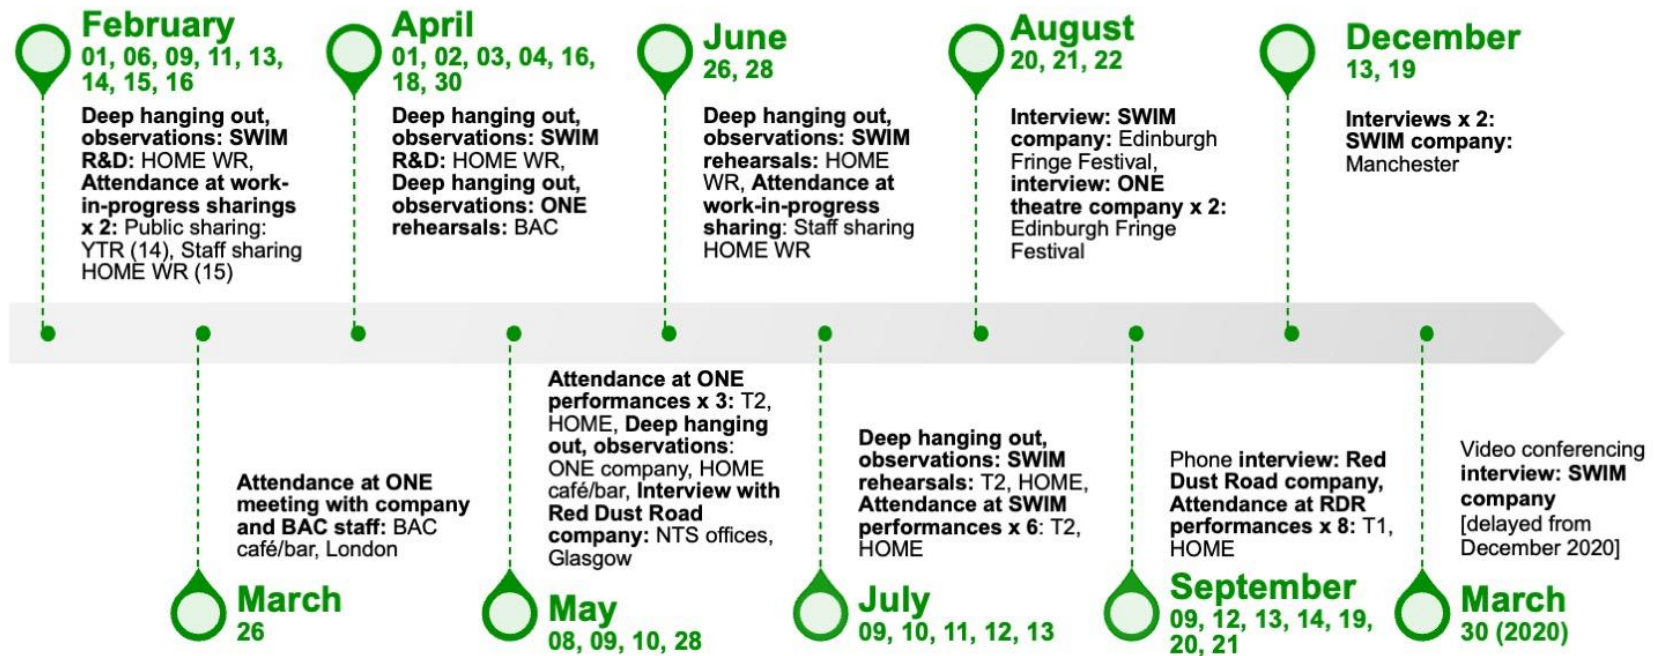 February
01, 06, 09, 11, 13,
14, 15, 16
Deep hanging out,
observations: SWIM
R&D: HOME WR,
Attendance at work-
in-progress sharings
x 2: Public sharing:
YTR (14), Staff sharing
HOME WR (15)
April
01, 02, 03, 04, 16,
18, 30
Deep hanging out,
observations: SWIM
R&D: HOME WR,
Deep hanging out,
observations: ONE
rehearsals: BAC
June
26, 28
Deep hanging out,
observations: SWIM
rehearsals: HOME
WR, Attendance at
work-in-progress
sharing: Staff sharing
HOME WR
August
20, 21, 22
Interview: SWIM
company: Edinburgh
Fringe Festival,
interview: ONE
theatre company x 2:
Edinburgh Fringe
Festival
December
13, 19
Interviews x 2:
SWIM company:
Manchester
Attendance at ONE
meeting with company
and BAC staff: BAC
café/bar, London
March
26
Attendance at ONE
performances x 3: T2,
HOME, Deep hanging
out, observations:
ONE company, HOME
café/bar, Interview with
Red Dust Road
company: NTS offices,
Glasgow
May
08, 09, 10, 28
Deep hanging out,
observations: SWIM
rehearsals: T2, HOME,
Attendance at SWIM
performances x 6: T2,
HOME
July
09, 10, 11, 12, 13
Phone interview: Red
Dust Road company,
Attendance at RDR
performances x 8: T1,
HOME
September
09, 12, 13, 14, 19,
20, 21
Video conferencing
interview: SWIM
company
[delayed from
December 2020]
March
30 (2020)